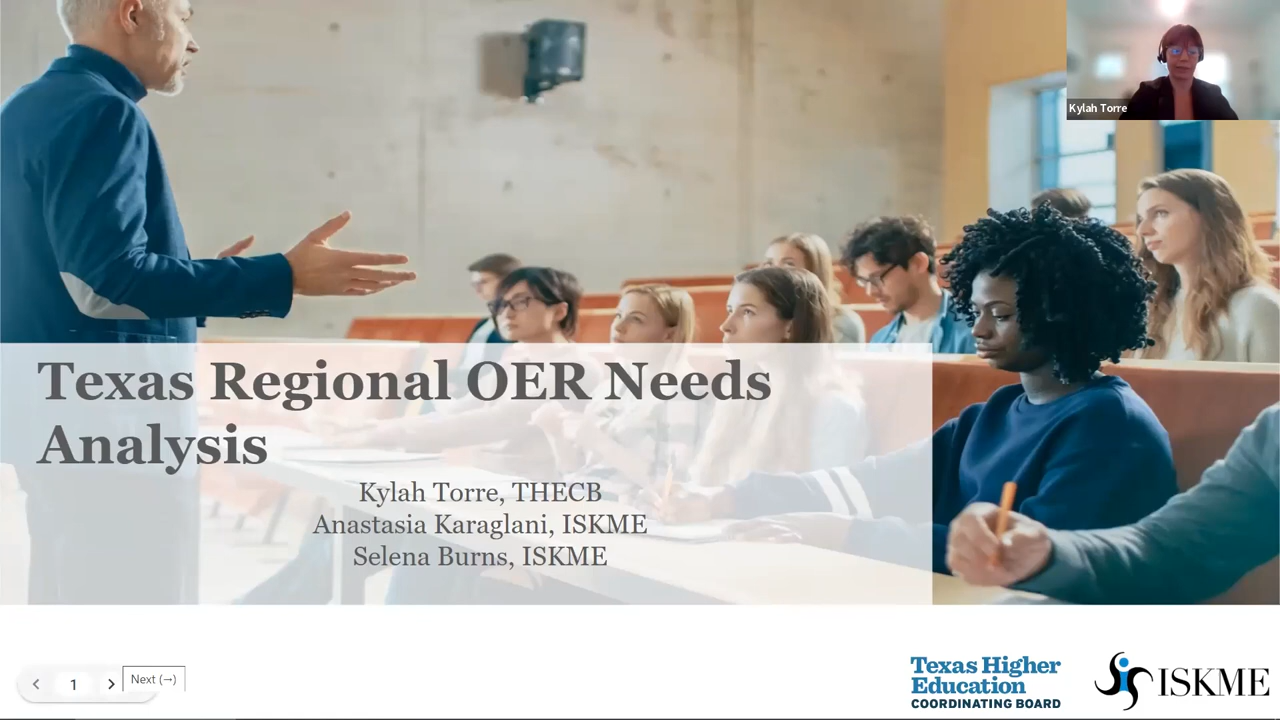 Kylah Torre
Texas Regional OER Needs
Analysis
Kylah Torre, THECB
Anastasia Karaglani, ISKME
Selena Burns, ISKME
1
Next (→)
Texas Higher
Education
COORDINATING BOARD
ISKME